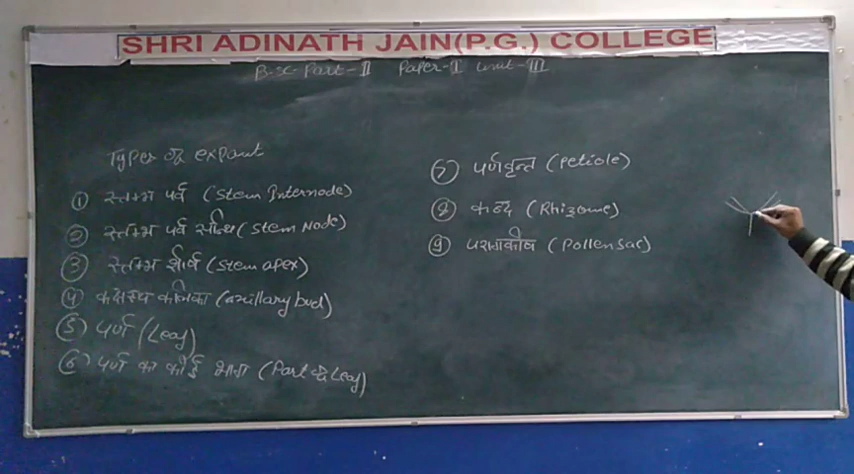 SHRI ADINATH JAIN(P.G.) COLLEGE
B.sc. Part-II Paper-I Unit-III
Types of expant
① स्तम्भ पर्व (Stem Internode)
② स्तम्भ पर्व सन्धि (Stem Node)
③ स्तम्भ शीर्ष (Stem apex)
④ कक्षस्थ कलिका (axillary bud)
⑤ पर्ण (Leaf)
⑥ पर्ण का कोई भाग (Part of Leaf)
⑦ पर्णवृन्त (Petiole)
⑧ कन्द (Rhizome)
⑨ परागकोष (Pollen sac)